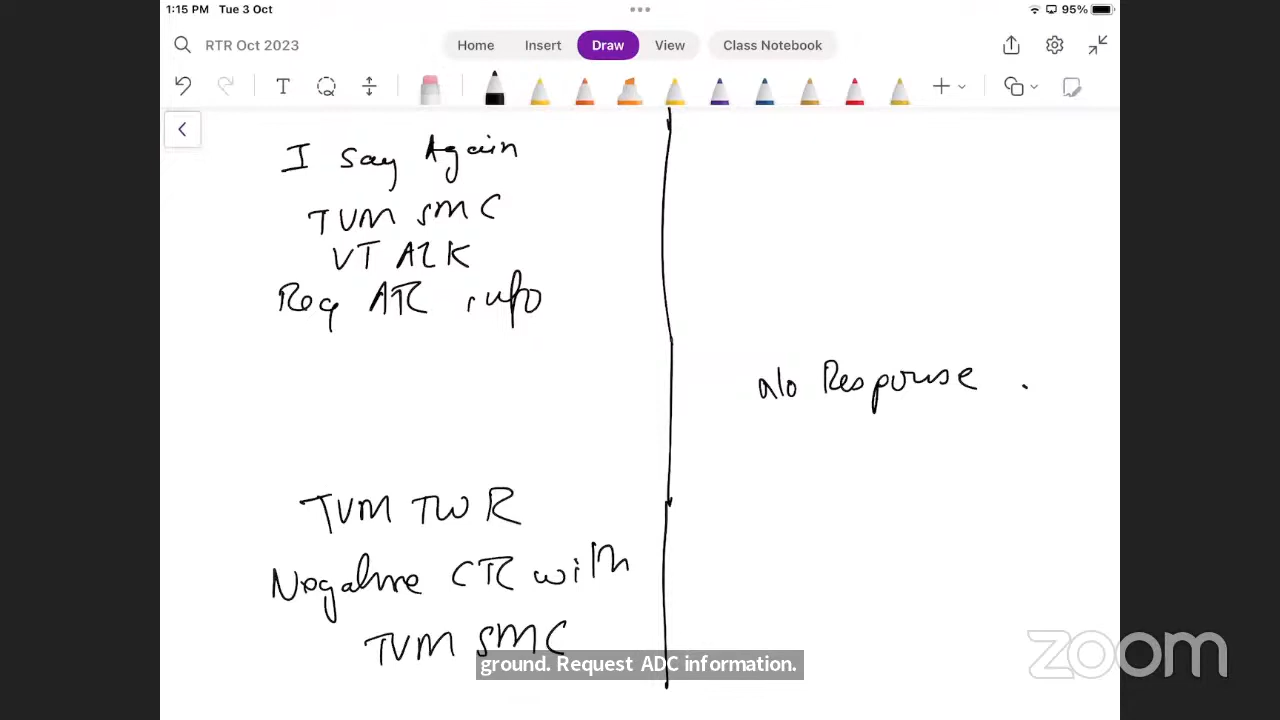 1:15 PM Tue 3 Oct
95%
RTR Oct 2023
Home Insert Draw View Class Notebook
I say Again
TVM SMC
VT AZK
Req ATC info
No Response .
TVM TWR
Negative CTC with
TVM SMC
ground. Request ADC information.
zoom